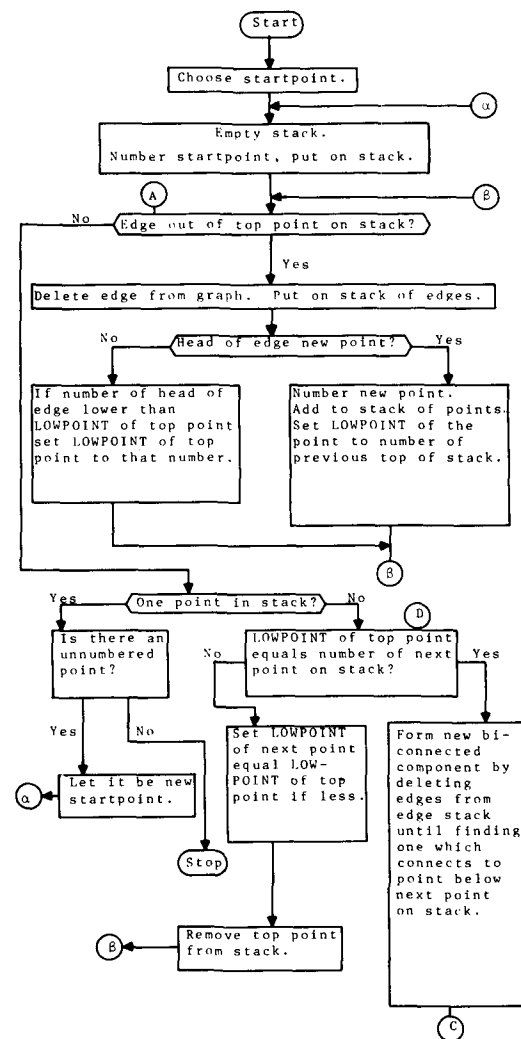 Start
Choose startpoint.
α
Empty stack.
Number startpoint, put on stack.
A
β
No
Edge out of top point on stack?
Yes
Delete edge from graph. Put on stack of edges.
No
Head of edge new point?
Yes
If number of head of
edge lower than
LOWPOINT of top point
set LOWPOINT of top
point to that number.
Number new point.
Add to stack of points.
Set LOWPOINT of the
point to number of
previous top of stack.
β
Yes
One point in stack?
No
D
Is there an
unnumbered
point?
No
LOWPOINT of top point
equals number of next
point on stack?
Yes
Yes
No
Set LOWPOINT
of next point
equal LOW-
POINT of top
point if less.
Form new bi-
connected
component by
deleting
edges from
edge stack
until finding
one which
connects to
point below
next point
on stack.
α
Let it be new
startpoint.
Stop
β
Remove top point
from stack.
C